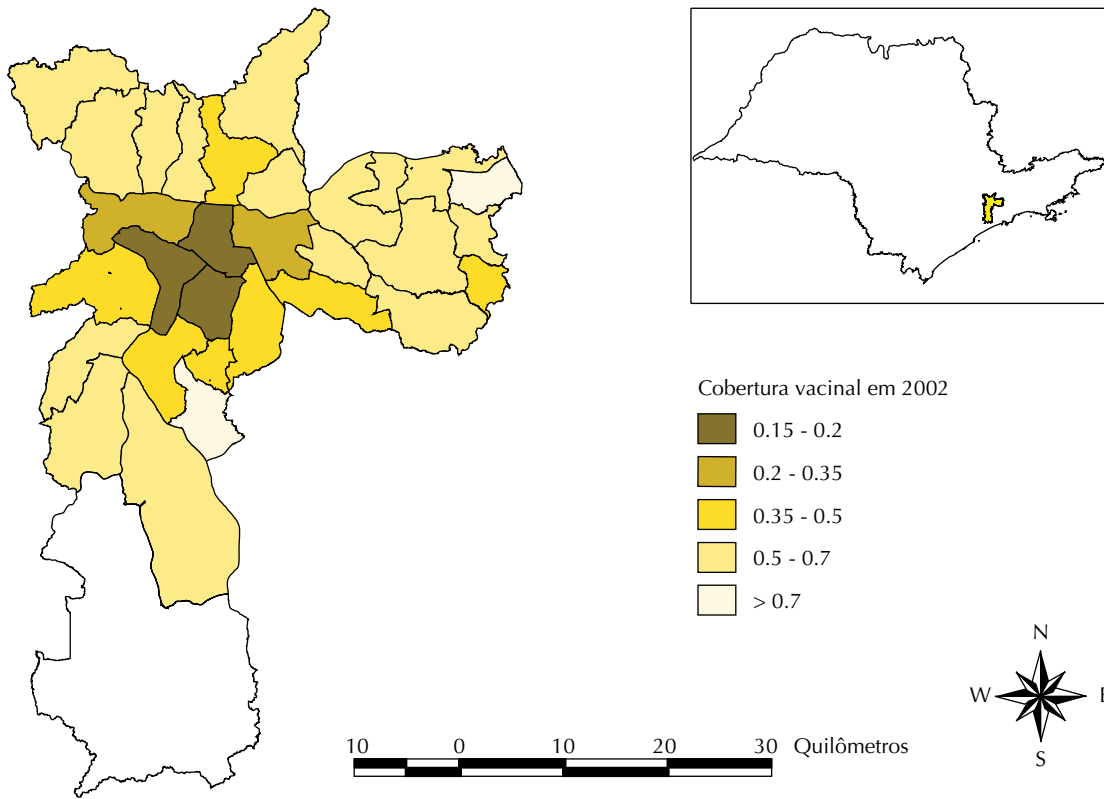 Cobertura vacinal em 2002
0.15 - 0.2
0.2 - 0.35
0.35 - 0.5
0.5 - 0.7
> 0.7
N
W E
S
10 0 10 20 30 Quilômetros